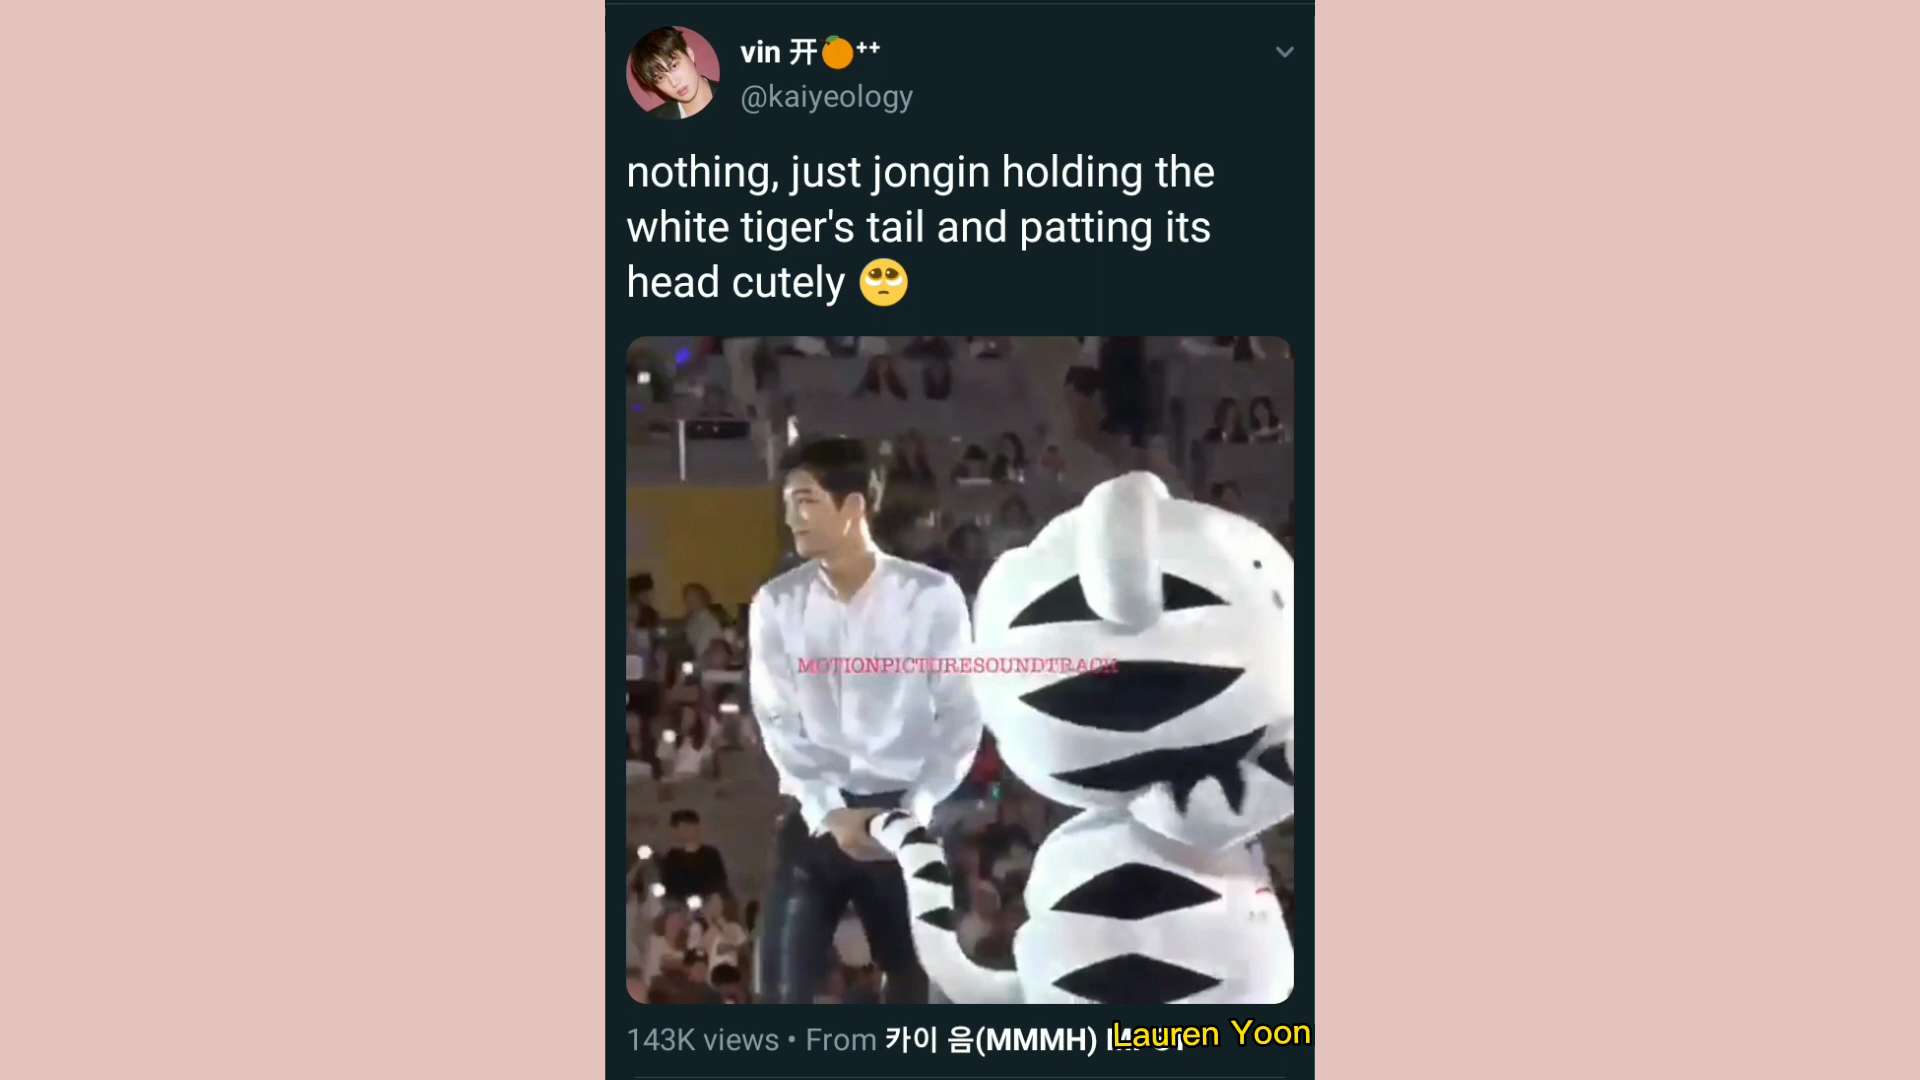 vin 开🍊⁺⁺
@kaiyeology
nothing, just jongin holding the
white tiger's tail and patting its
head cutely 🥺
MOTIONPICTURESOUNDTRACK
143K views • From 카이 음(MMMH)
Lauren Yoon